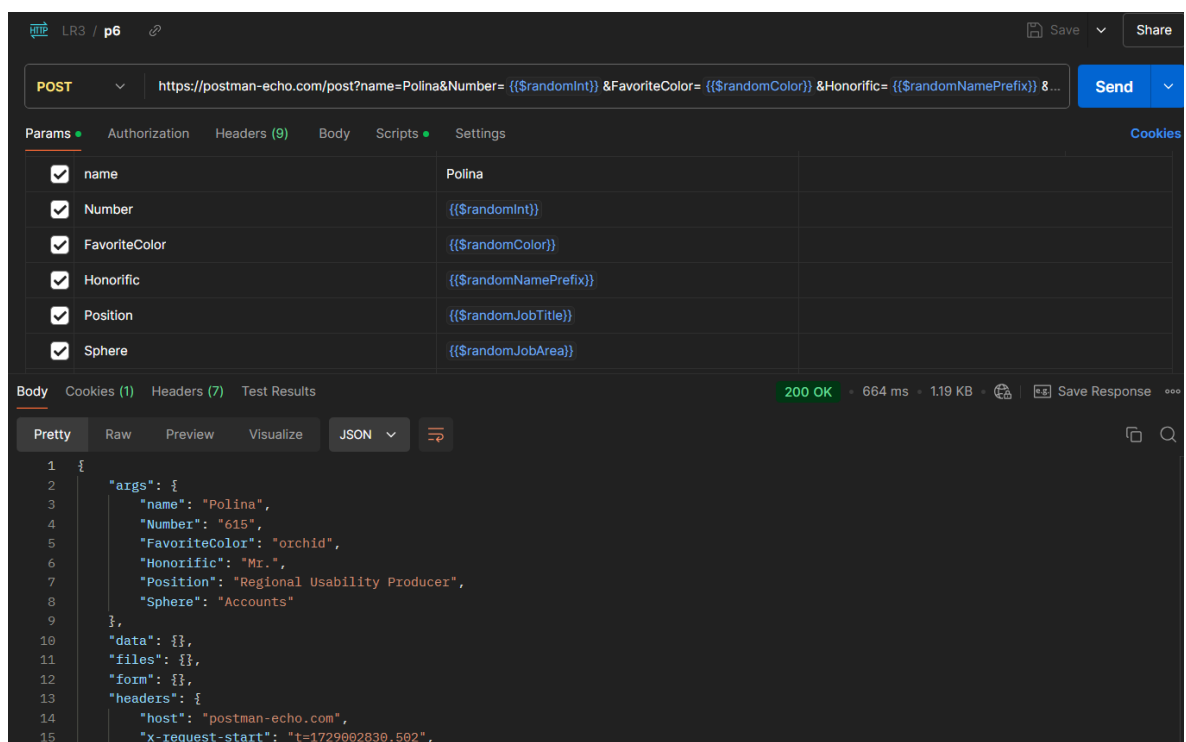 HTTP LR3 / p6 Save Share
POST https://postman-echo.com/post?name=Polina&Number= {{$randomInt}} &FavoriteColor= {{$randomColor}} &Honorific= {{$randomNamePrefix}} &... Send
Params Authorization Headers (9) Body Scripts Settings Cookies
name Polina
Number {{$randomInt}}
FavoriteColor {{$randomColor}}
Honorific {{$randomNamePrefix}}
Position {{$randomJobTitle}}
Sphere {{$randomJobArea}}
Body Cookies (1) Headers (7) Test Results 200 OK 664 ms 1.19 KB e.g. Save Response
Pretty Raw Preview Visualize JSON
1 {
2 "args": {
3 "name": "Polina",
4 "Number": "615",
5 "FavoriteColor": "orchid",
6 "Honorific": "Mr.",
7 "Position": "Regional Usability Producer",
8 "Sphere": "Accounts"
9 },
10 "data": {},
11 "files": {},
12 "form": {},
13 "headers": {
14 "host": "postman-echo.com",
15 "x-request-start": "t=1729002830.502",